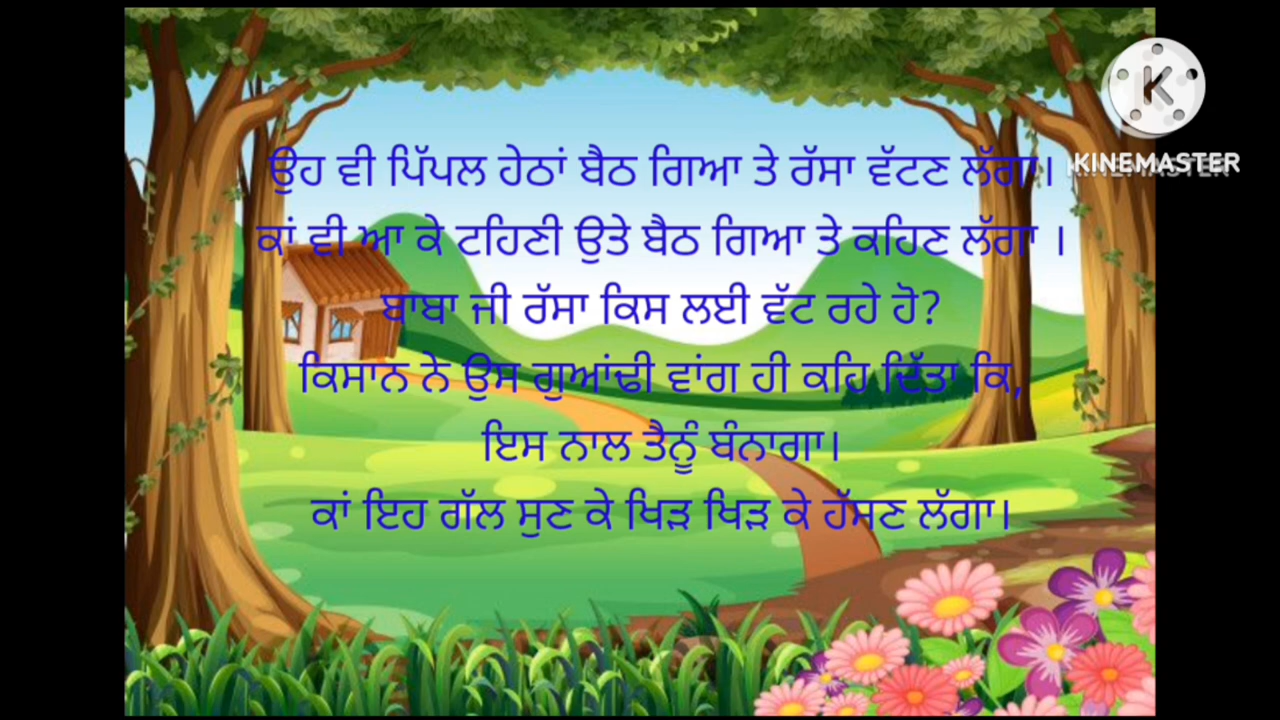 ਉਹ ਵੀ ਪਿੱਪਲ ਹੇਠਾਂ ਬੈਠ ਗਿਆ ਤੇ ਰੱਸਾ ਵੱਟਣ ਲੱਗਾ।
KINEMASTER
ਕਾਂ ਵੀ ਆ ਕੇ ਟਹਿਣੀ ਉਤੇ ਬੈਠ ਗਿਆ ਤੇ ਕਹਿਣ ਲੱਗਾ ।
ਬਾਬਾ ਜੀ ਰੱਸਾ ਕਿਸ ਲਈ ਵੱਟ ਰਹੇ ਹੋ?
ਕਿਸਾਨ ਨੇ ਉਸ ਗੁਆਂਢੀ ਵਾਂਗ ਹੀ ਕਹਿ ਦਿੱਤਾ ਕਿ,
ਇਸ ਨਾਲ ਤੈਨੂੰ ਬੰਨਾਗਾ।
ਕਾਂ ਇਹ ਗੱਲ ਸੁਣ ਕੇ ਖਿੜ ਖਿੜ ਕੇ ਹੱਸਣ ਲੱਗਾ।